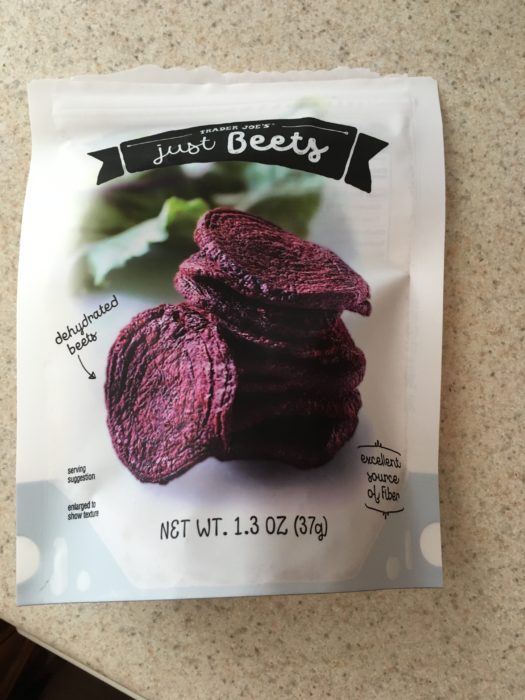 TRADER JOE'S
just Beets
dehydrated
beets
serving
suggestion
enlarged to
show texture
excellent
source
of Fiber
NET WT. 1.3 OZ (37g)